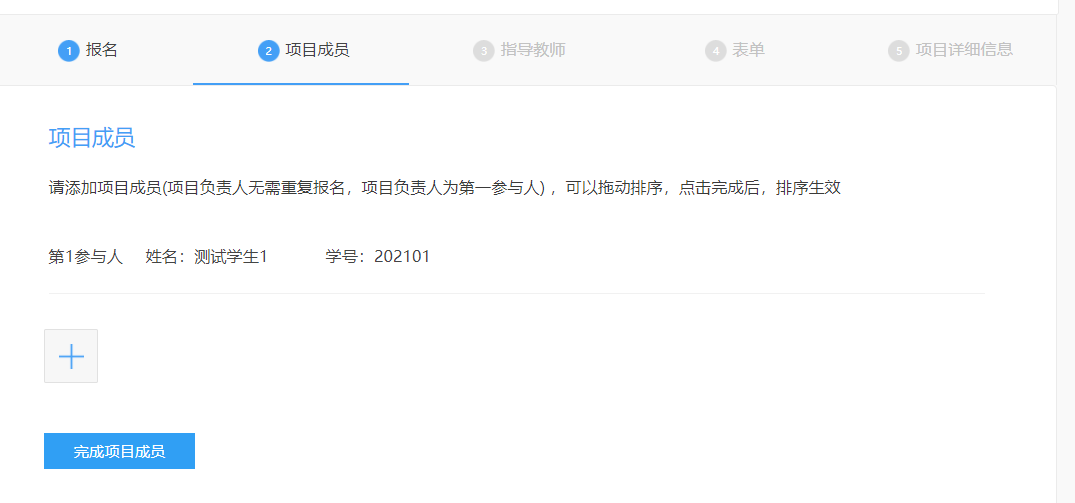 1 报名 2 项目成员 3 指导教师 4 表单 5 项目详细信息
项目成员
请添加项目成员(项目负责人无需重复报名，项目负责人为第一参与人) ，可以拖动排序，点击完成后，排序生效
第1参与人 姓名：测试学生1 学号：202101
完成项目成员